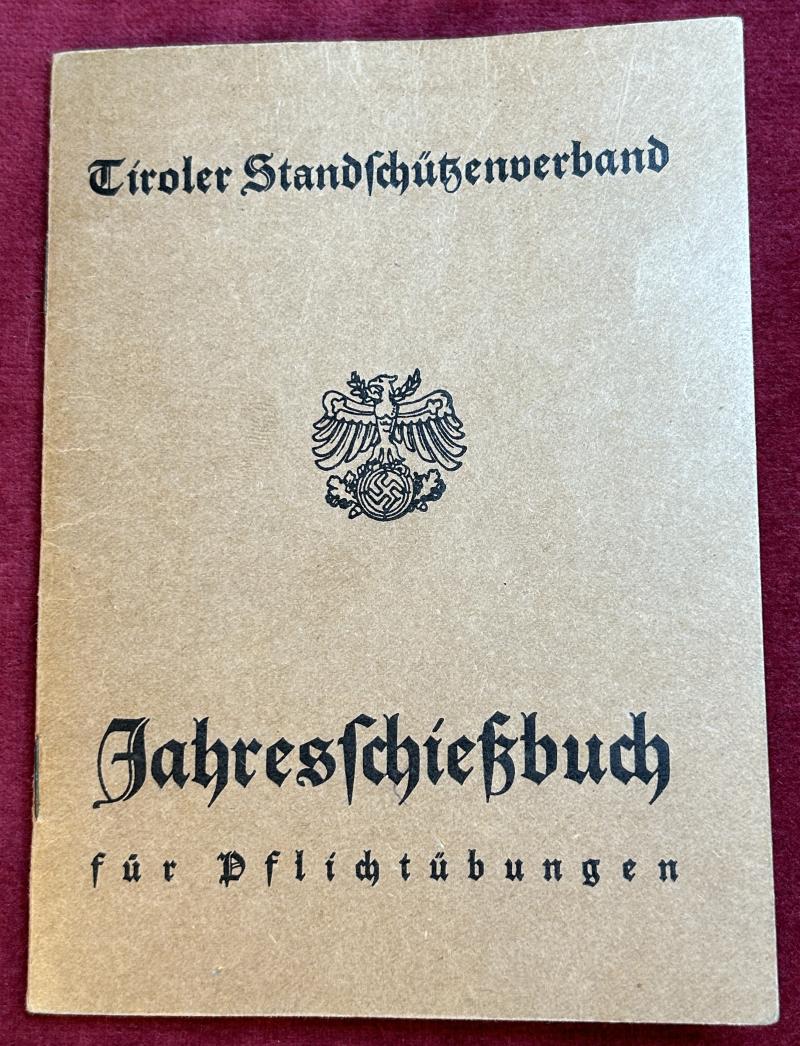 Tiroler Standschützenverband
Jahresschießbuch
für Pflichtübungen